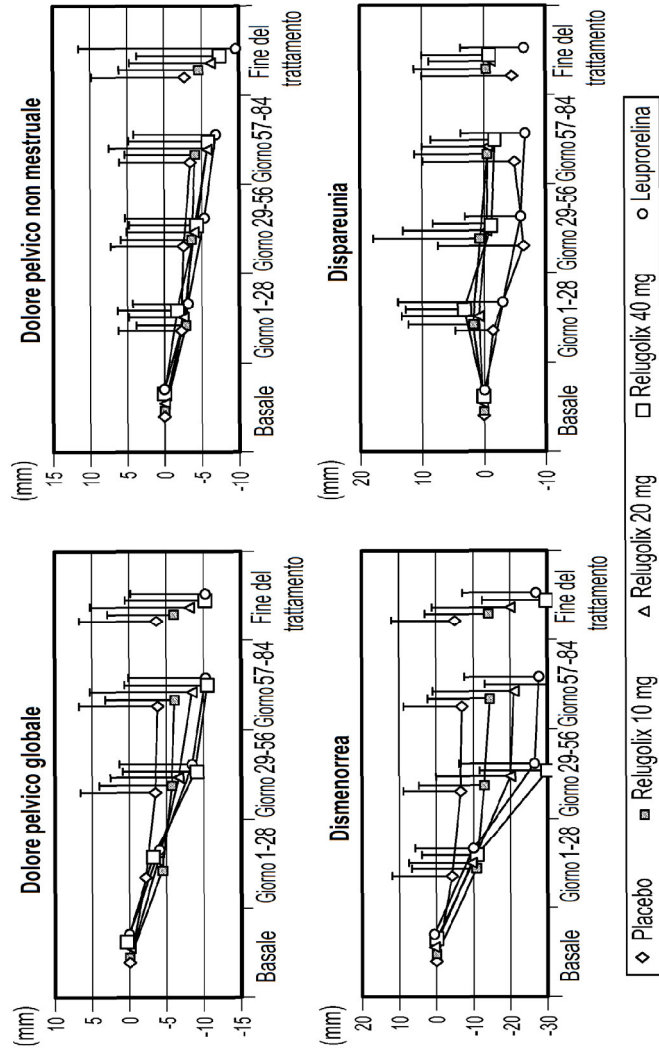 Dolore pelvico globale
(mm)
10
5
0
-5
-10
-15
Basale
Giorno 1-28
Giorno 29-56
Giorno 57-84
Fine del
trattamento
Dolore pelvico non mestruale
(mm)
15
10
5
0
-5
-10
Basale
Giorno 1-28
Giorno 29-56
Giorno 57-84
Fine del
trattamento
Dismenorrea
(mm)
20
10
0
-10
-20
-30
Basale
Giorno 1-28
Giorno 29-56
Giorno 57-84
Fine del
trattamento
Dispareunia
(mm)
20
10
0
-10
Basale
Giorno 1-28
Giorno 29-56
Giorno 57-84
Fine del
trattamento
Placebo
Relugolix 10 mg
Relugolix 20 mg
Relugolix 40 mg
Leuprorelina